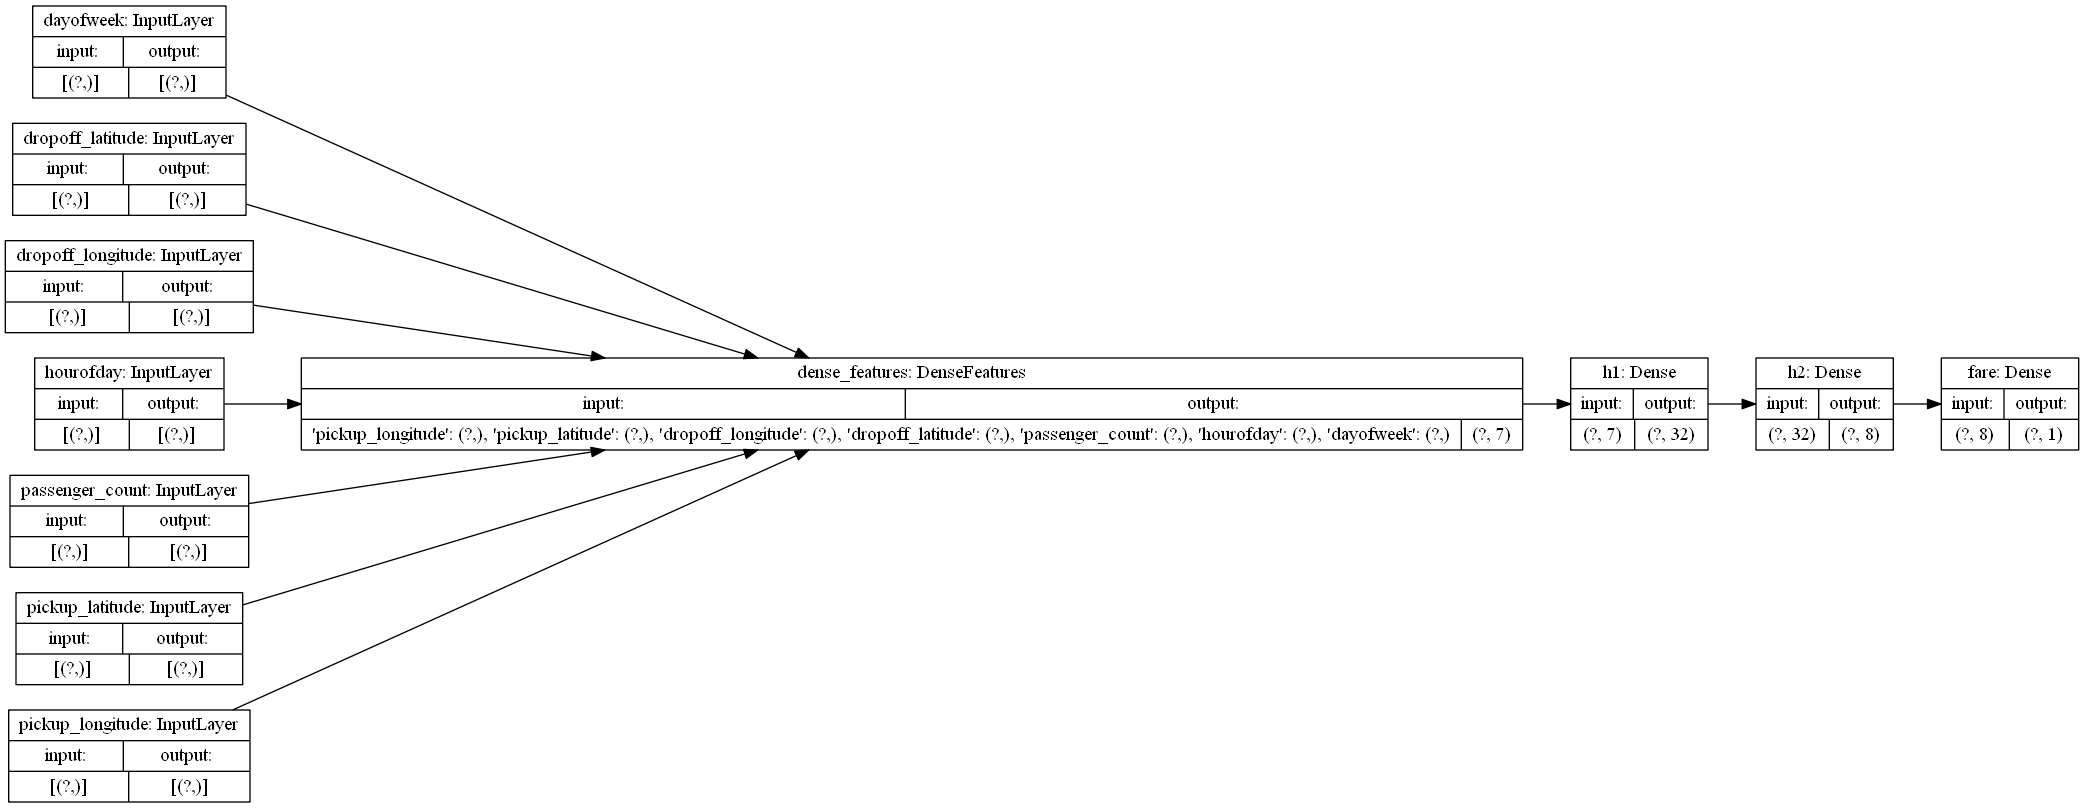 dayofweek: InputLayer
input: output:
[(?,)] [(?,)]
dropoff_latitude: InputLayer
input: output:
[(?,)] [(?,)]
dropoff_longitude: InputLayer
input: output:
[(?,)] [(?,)]
hourofday: InputLayer
input: output:
[(?,)] [(?,)]
passenger_count: InputLayer
input: output:
[(?,)] [(?,)]
pickup_latitude: InputLayer
input: output:
[(?,)] [(?,)]
pickup_longitude: InputLayer
input: output:
[(?,)] [(?,)]
dense_features: DenseFeatures
input: output:
'pickup_longitude': (?,), 'pickup_latitude': (?,), 'dropoff_longitude': (?,), 'dropoff_latitude': (?,), 'passenger_count': (?,), 'hourofday': (?,), 'dayofweek': (?,) (?, 7)
h1: Dense
input: output:
(?, 7) (?, 32)
h2: Dense
input: output:
(?, 32) (?, 8)
fare: Dense
input: output:
(?, 8) (?, 1)